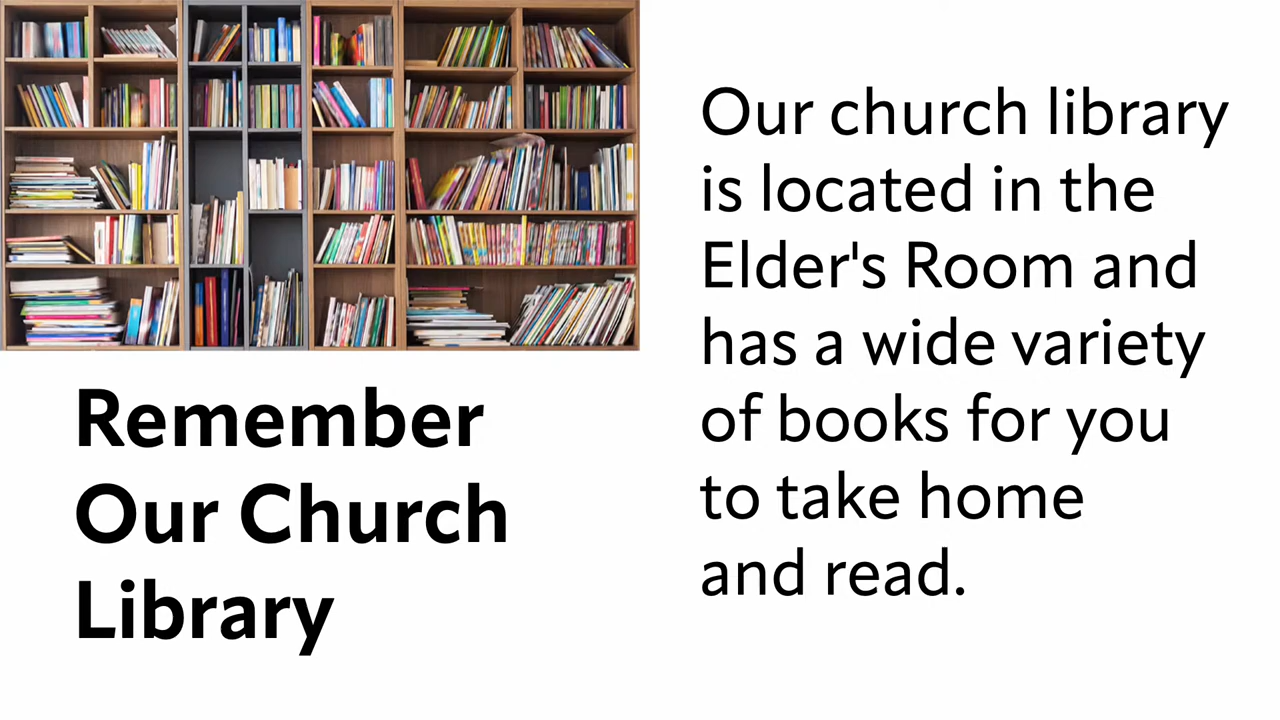 Remember
Our Church
Library
Our church library
is located in the
Elder's Room and
has a wide variety
of books for you
to take home
and read.